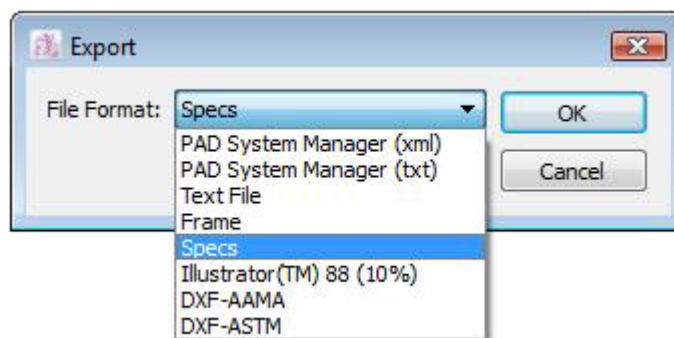 Export
File Format: Specs OK
PAD System Manager (xml)
PAD System Manager (txt) Cancel
Text File
Frame
Specs
Illustrator(TM) 88 (10%)
DXF-AAMA
DXF-ASTM